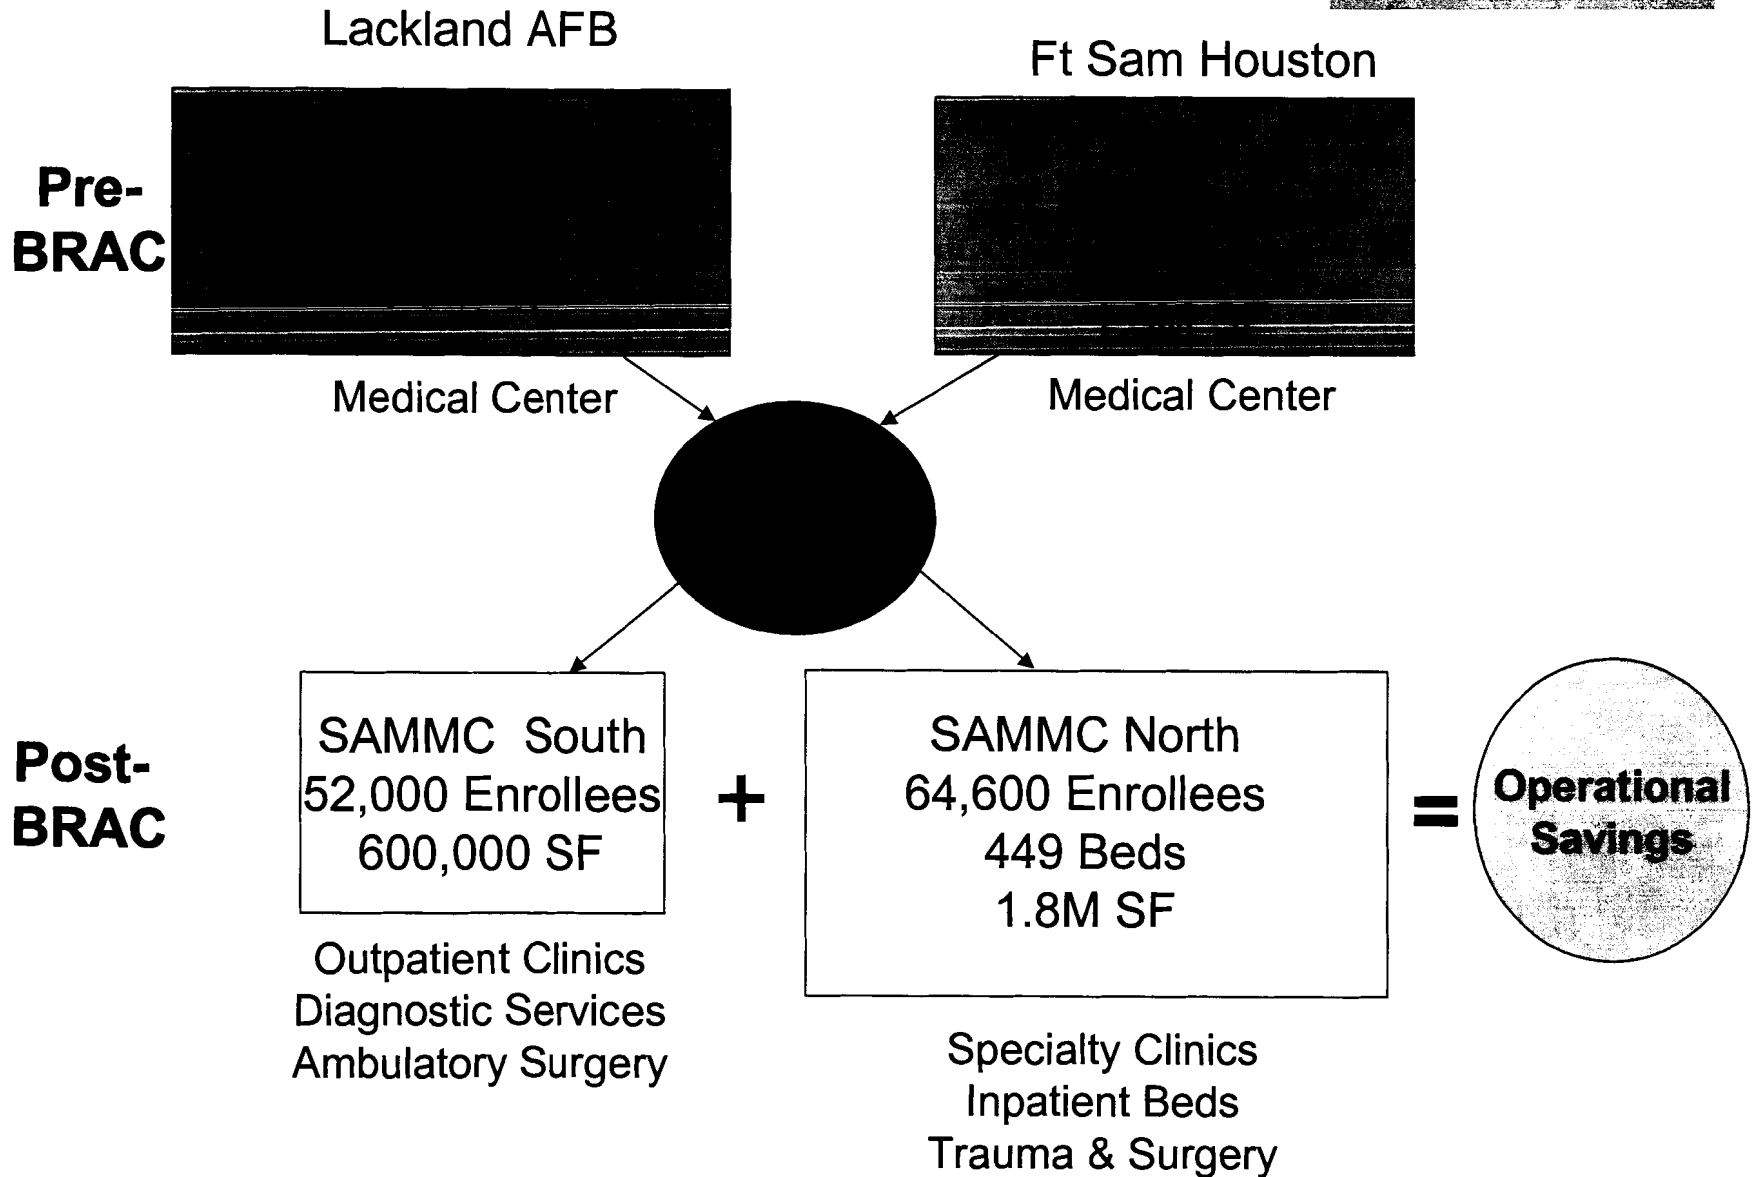 Lackland AFB
Ft Sam Houston
Pre-
BRAC
Medical Center
Medical Center
Post-
BRAC
SAMMC South
52,000 Enrollees
600,000 SF
+
SAMMC North
64,600 Enrollees
449 Beds
1.8M SF
=
Operational
Savings
Outpatient Clinics
Diagnostic Services
Ambulatory Surgery
Specialty Clinics
Inpatient Beds
Trauma & Surgery